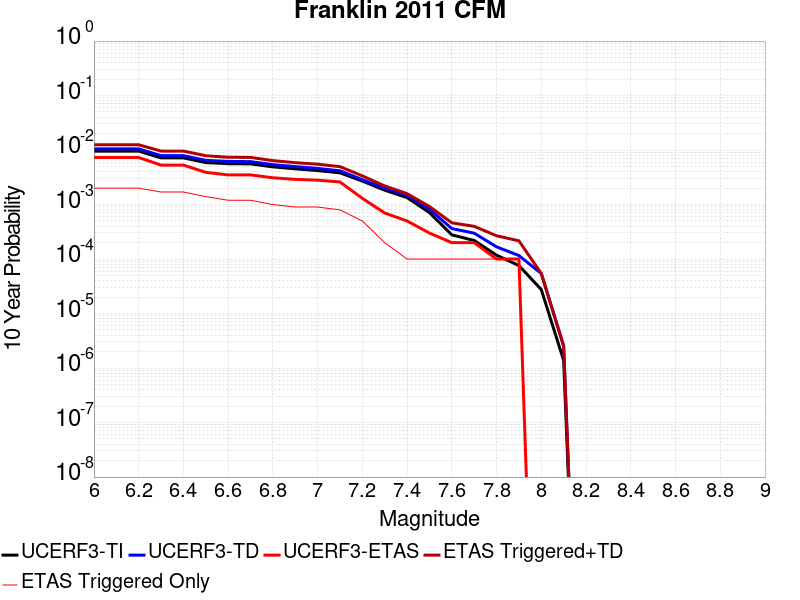 Franklin 2011 CFM
10 Year Probability
10^0
10^-1
10^-2
10^-3
10^-4
10^-5
10^-6
10^-7
10^-8
6 6.2 6.4 6.6 6.8 7 7.2 7.4 7.6 7.8 8 8.2 8.4 8.6 8.8 9
Magnitude
UCERF3-TI UCERF3-TD UCERF3-ETAS ETAS Triggered+TD
ETAS Triggered Only